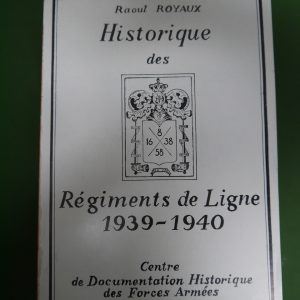 Raoul ROYAUX
Historique
des
8
16 38
58
Régiments de Ligne
1939-1940
Centre
de Documentation Historique
des Forces Armées